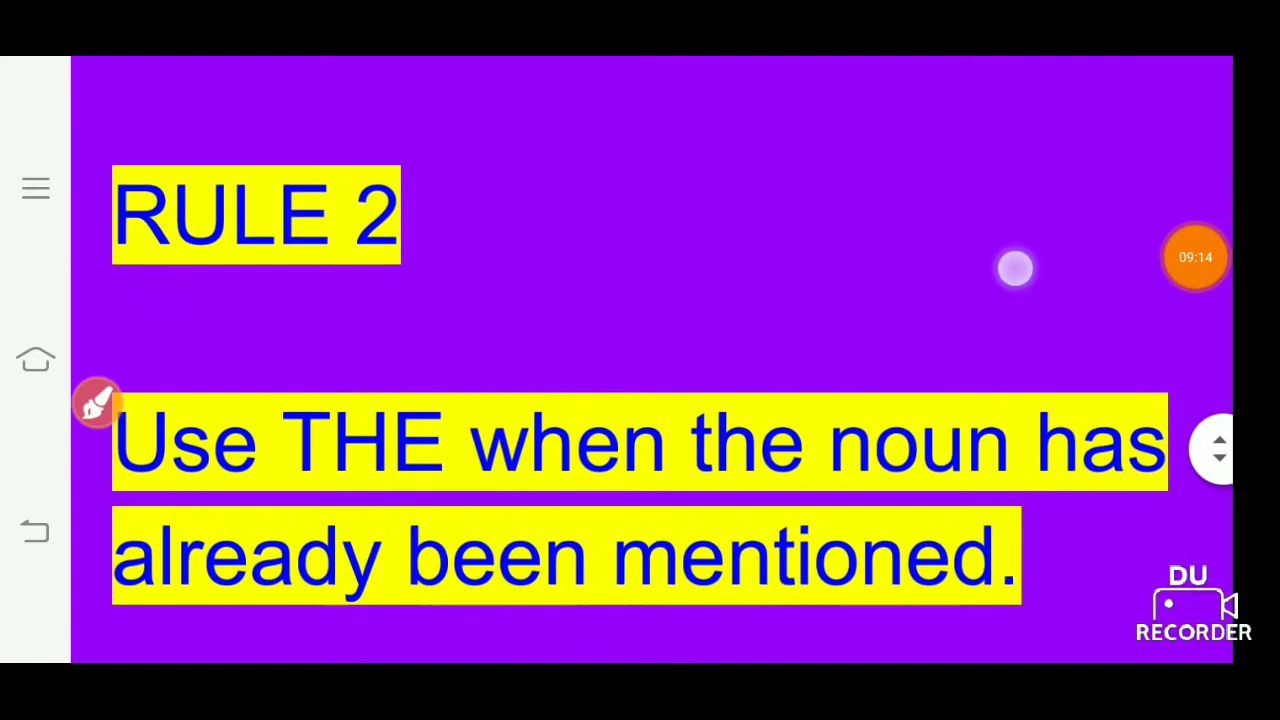 RULE 2
09:14
Use THE when the noun has
already been mentioned.
DU
RECORDER